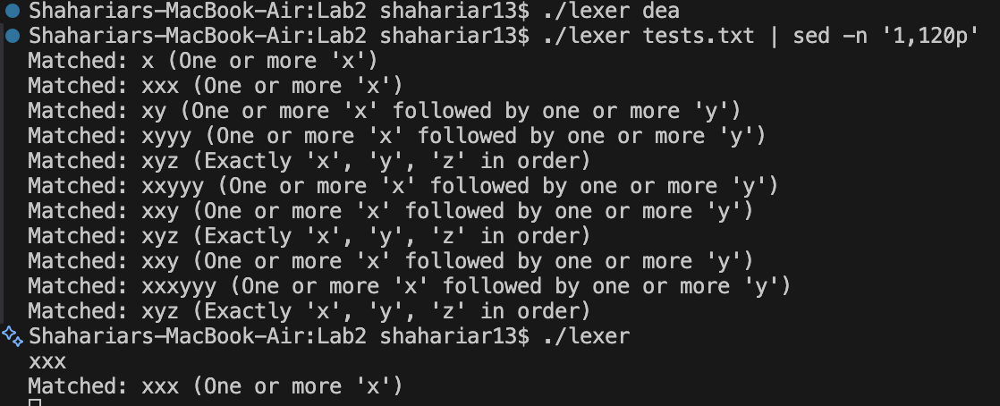 Shahariars-MacBook-Air:Lab2 shahariar13$ ./lexer dea
Shahariars-MacBook-Air:Lab2 shahariar13$ ./lexer tests.txt | sed -n '1,120p'
Matched: x (One or more 'x')
Matched: xxx (One or more 'x')
Matched: xy (One or more 'x' followed by one or more 'y')
Matched: xyyy (One or more 'x' followed by one or more 'y')
Matched: xyz (Exactly 'x', 'y', 'z' in order)
Matched: xxyyy (One or more 'x' followed by one or more 'y')
Matched: xxy (One or more 'x' followed by one or more 'y')
Matched: xyz (Exactly 'x', 'y', 'z' in order)
Matched: xxy (One or more 'x' followed by one or more 'y')
Matched: xxxyyy (One or more 'x' followed by one or more 'y')
Matched: xyz (Exactly 'x', 'y', 'z' in order)
Shahariars-MacBook-Air:Lab2 shahariar13$ ./lexer
xxx
Matched: xxx (One or more 'x')